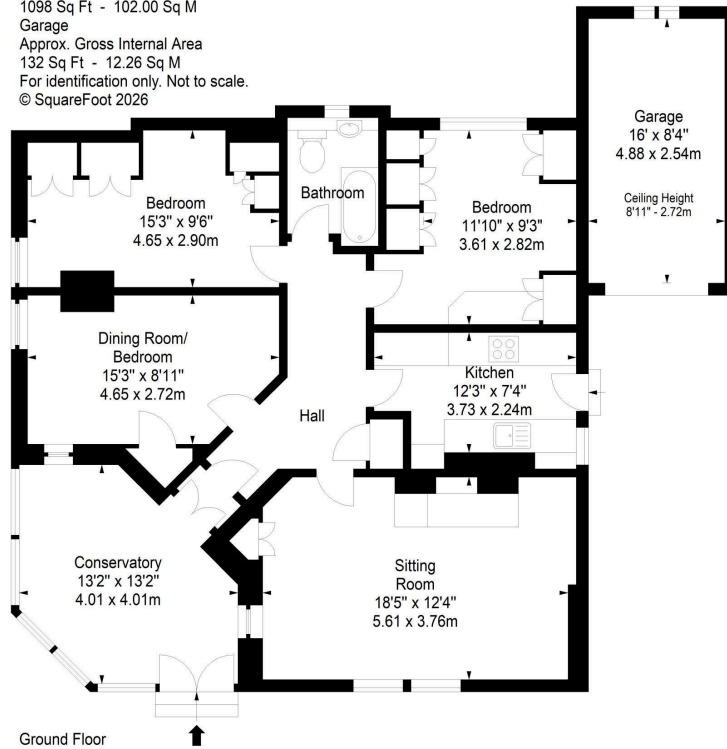 1098 Sq Ft - 102.00 Sq M
Garage
Approx. Gross Internal Area
132 Sq Ft - 12.26 Sq M
For identification only. Not to scale.
© SquareFoot 2026
Garage
16' x 8'4"
4.88 x 2.54m
Ceiling Height
8'11" - 2.72m
Bedroom
15'3" x 9'6"
4.65 x 2.90m
Bathroom
Bedroom
11'10" x 9'3"
3.61 x 2.82m
Dining Room/
Bedroom
15'3" x 8'11"
4.65 x 2.72m
Kitchen
12'3" x 7'4"
3.73 x 2.24m
Hall
Conservatory
13'2" x 13'2"
4.01 x 4.01m
Sitting
Room
18'5" x 12'4"
5.61 x 3.76m
Ground Floor